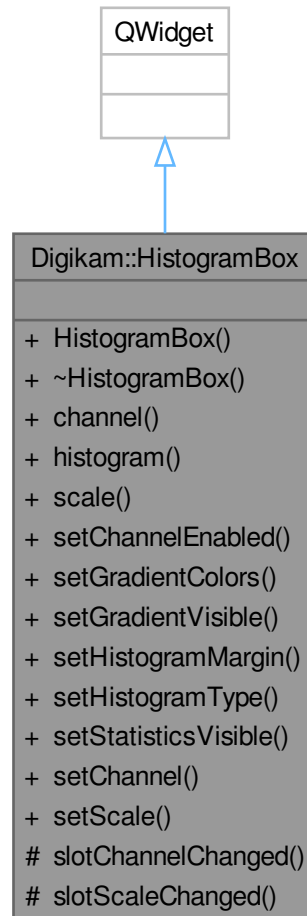 QWidget
Digikam::HistogramBox
+ HistogramBox()
+ ~HistogramBox()
+ channel()
+ histogram()
+ scale()
+ setChannelEnabled()
+ setGradientColors()
+ setGradientVisible()
+ setHistogramMargin()
+ setHistogramType()
+ setStatisticsVisible()
+ setChannel()
+ setScale()
# slotChannelChanged()
# slotScaleChanged()